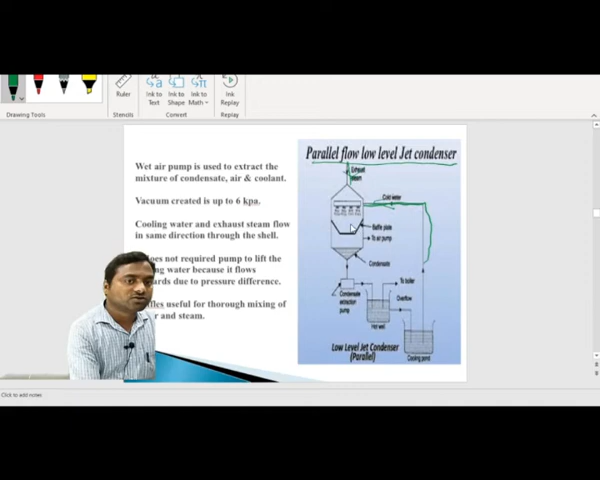 Ruler
Ink to Text
Ink to Shape
Ink to Math
Ink Replay
Drawing Tools
Stencils
Convert
Replay
Wet air pump is used to extract the
mixture of condensate, air & coolant.
Vacuum created is up to 6 kpa.
Cooling water and exhaust steam flow
in same direction through the shell.
does not required pump to lift the
water because it flows
due to pressure difference.
useful for thorough mixing of
and steam.
Parallel flow low level Jet condenser
Exhaust
steam
Cold water
Baffle plate
To air pump
Condensate
To boiler
Overflow
Condensate
extraction
pump
Hot well
Cooling pond
Low Level Jet Condenser
(Parallel)
Click to add notes